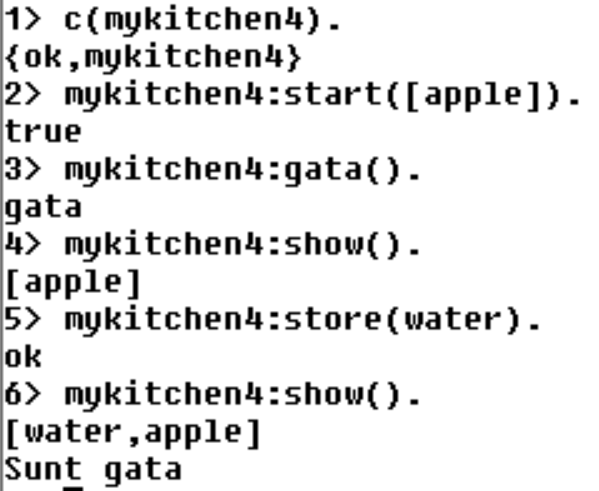 1> c(mykitchen4).
{ok,mykitchen4}
2> mykitchen4:start([apple]).
true
3> mykitchen4:gata().
gata
4> mykitchen4:show().
[apple]
5> mykitchen4:store(water).
ok
6> mykitchen4:show().
[water,apple]
Sunt gata